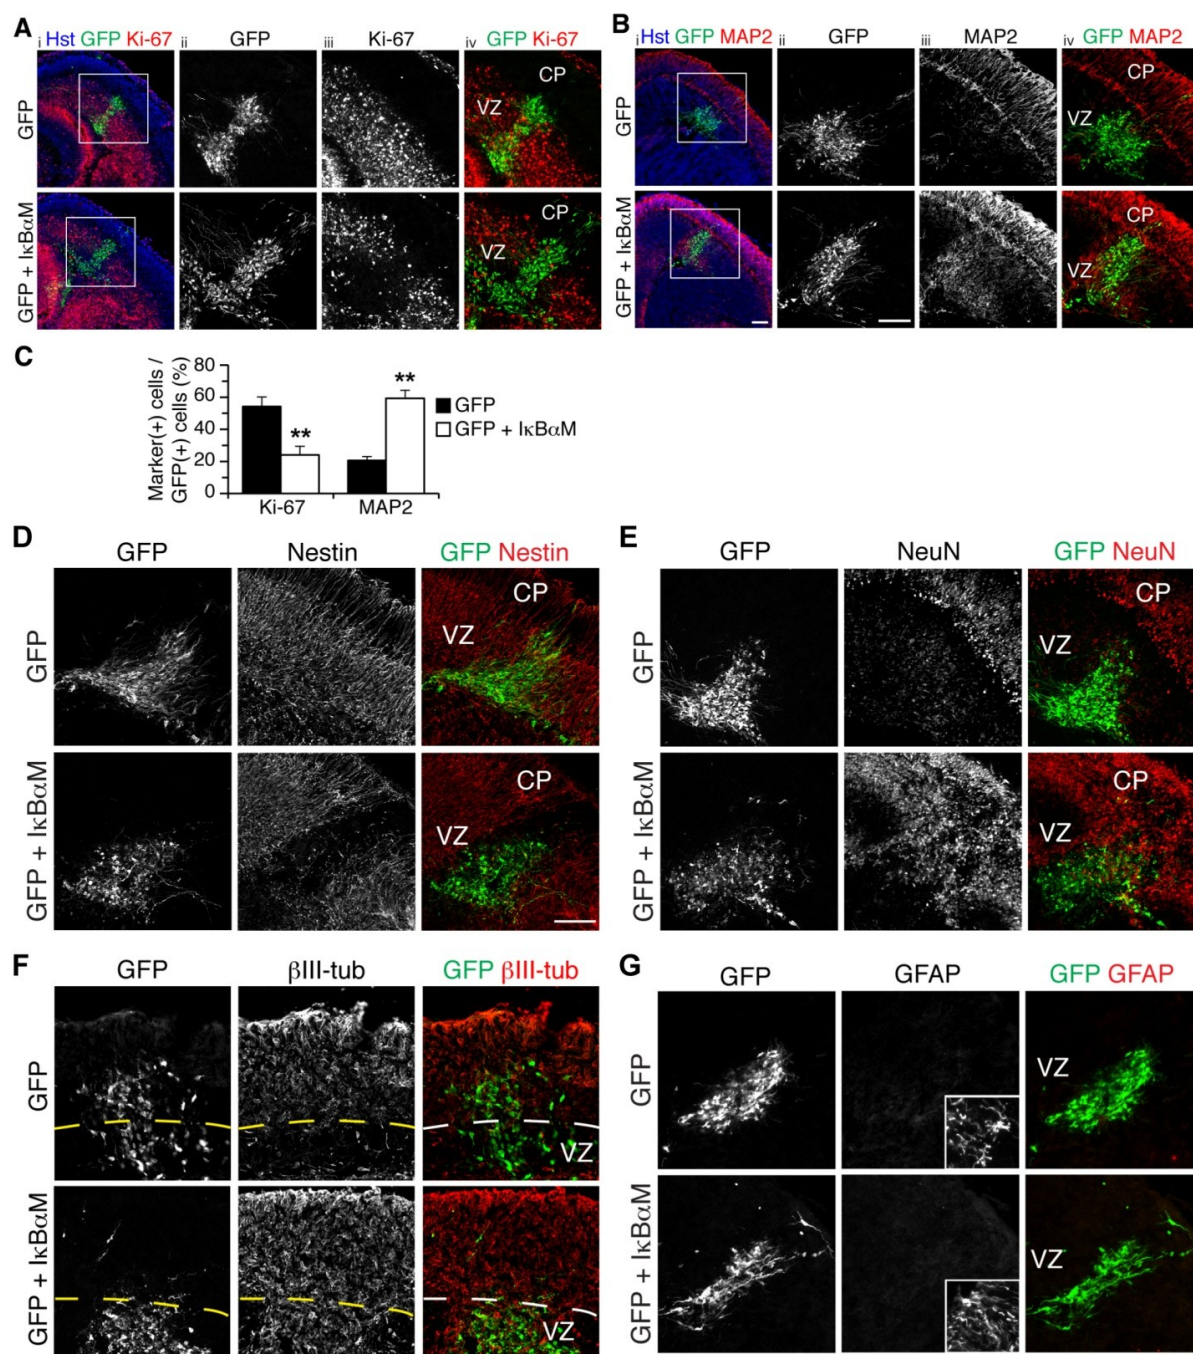 A
i Hst GFP Ki-67
ii GFP
iii Ki-67
iv GFP Ki-67
GFP
VZ
CP
GFP + IκBαM
VZ
CP
B
i Hst GFP MAP2
ii GFP
iii MAP2
iv GFP MAP2
GFP
VZ
CP
GFP + IκBαM
VZ
CP
C
Marker(+) cells /
GFP(+) cells (%)
80
60
40
20
0
**
**
Ki-67
MAP2
GFP
GFP + IκBαM
D
GFP
Nestin
GFP Nestin
GFP
CP
VZ
GFP + IκBαM
CP
VZ
E
GFP
NeuN
GFP NeuN
GFP
CP
VZ
GFP + IκBαM
CP
VZ
F
GFP
βIII-tub
GFP βIII-tub
GFP
VZ
GFP + IκBαM
VZ
G
GFP
GFAP
GFP GFAP
GFP
VZ
GFP + IκBαM
VZ